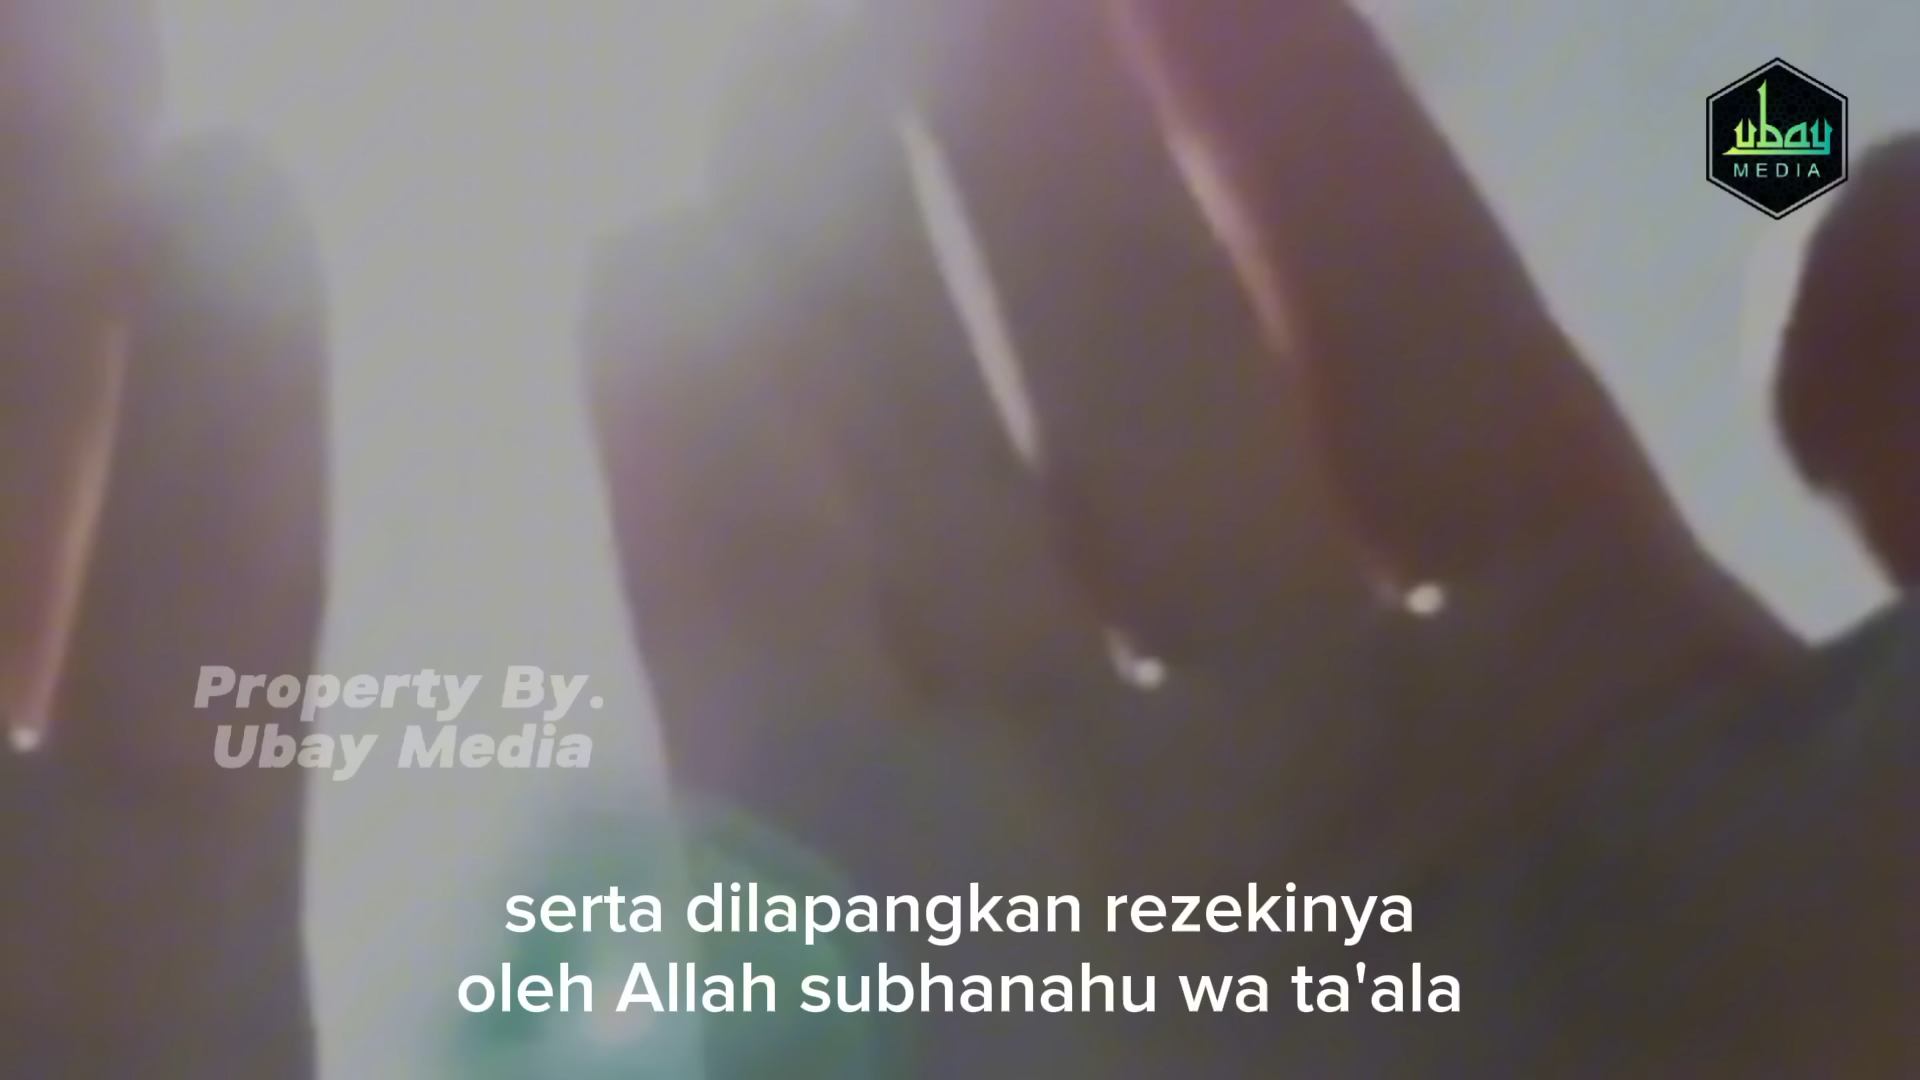 ubay
MEDIA
Property By.
Ubay Media
serta dilapangkan rezekinya
oleh Allah subhanahu wa ta'ala